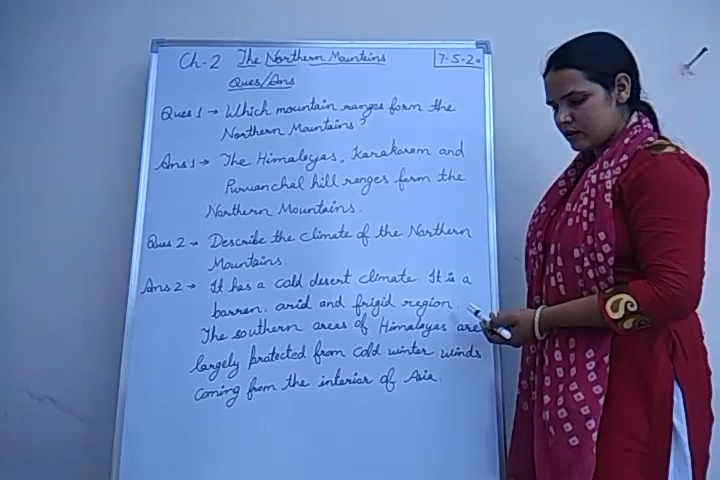 Ch-2 The Northern Mountains 7-5-20
Ques/Ans
Ques 1 → Which mountain ranges form the
Northern Mountains?
Ans 1 → The Himalayas, Karakoram and
Purvanchal hill ranges form the
Northern Mountains.
Ques 2 → Describe the climate of the Northern
Mountains.
Ans 2 → It has a cold desert climate. It is a
barren, arid and frigid region.
The southern areas of Himalayas are
largely protected from cold winter winds
coming from the interior of Asia.